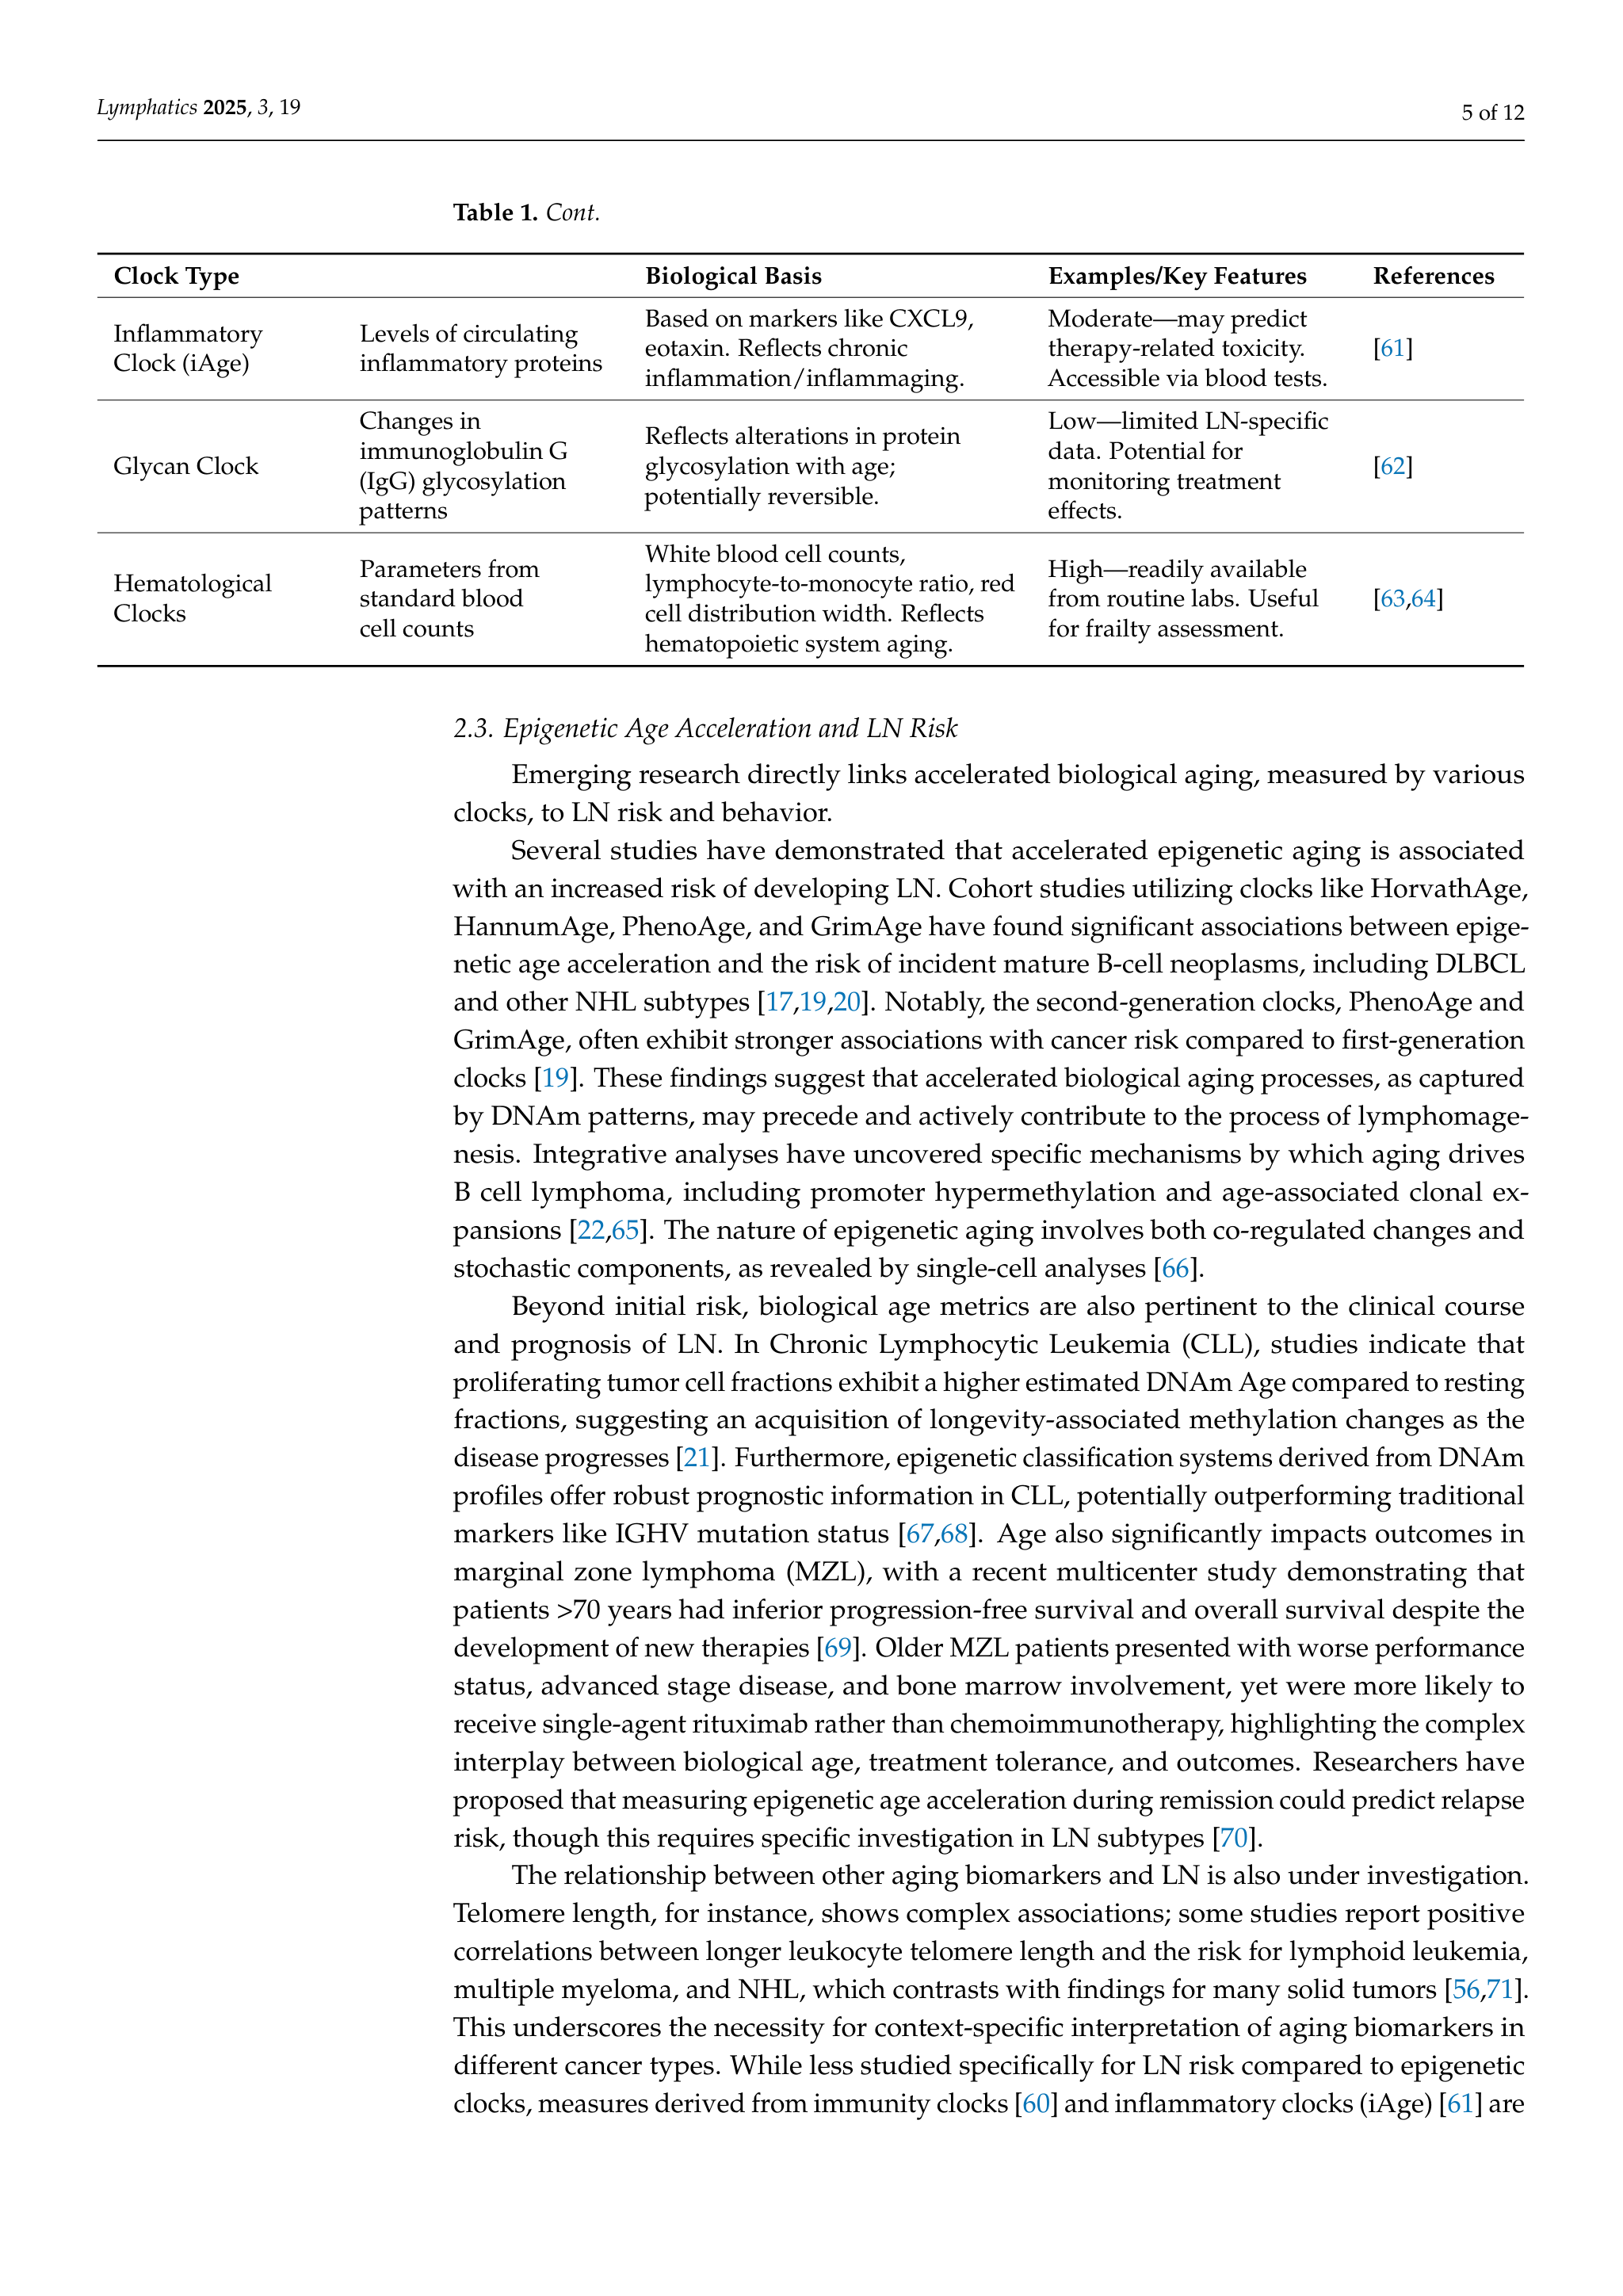 Lymphatics 2025, 3, 19
5 of 12
Table 1. Cont.
Clock Type
Biological Basis
Examples/Key Features
References
Inflammatory
Clock (iAge)
Levels of circulating
inflammatory proteins
Based on markers like CXCL9,
eotaxin. Reflects chronic
inflammation/inflammaging.
Moderate—may predict
therapy-related toxicity.
Accessible via blood tests.
[61]
Glycan Clock
Changes in
immunoglobulin G
(IgG) glycosylation
patterns
Reflects alterations in protein
glycosylation with age;
potentially reversible.
Low—limited LN-specific
data. Potential for
monitoring treatment
effects.
[62]
Hematological
Clocks
Parameters from
standard blood
cell counts
White blood cell counts,
lymphocyte-to-monocyte ratio, red
cell distribution width. Reflects
hematopoietic system aging.
High—readily available
from routine labs. Useful
for frailty assessment.
[63,64]
2.3. Epigenetic Age Acceleration and LN Risk
Emerging research directly links accelerated biological aging, measured by various
clocks, to LN risk and behavior.
Several studies have demonstrated that accelerated epigenetic aging is associated
with an increased risk of developing LN. Cohort studies utilizing clocks like HorvathAge,
HannumAge, PhenoAge, and GrimAge have found significant associations between epige-
netic age acceleration and the risk of incident mature B-cell neoplasms, including DLBCL
and other NHL subtypes [17,19,20]. Notably, the second-generation clocks, PhenoAge and
GrimAge, often exhibit stronger associations with cancer risk compared to first-generation
clocks [19]. These findings suggest that accelerated biological aging processes, as captured
by DNAm patterns, may precede and actively contribute to the process of lymphomage-
nesis. Integrative analyses have uncovered specific mechanisms by which aging drives
B cell lymphoma, including promoter hypermethylation and age-associated clonal ex-
pansions [22,65]. The nature of epigenetic aging involves both co-regulated changes and
stochastic components, as revealed by single-cell analyses [66].
Beyond initial risk, biological age metrics are also pertinent to the clinical course
and prognosis of LN. In Chronic Lymphocytic Leukemia (CLL), studies indicate that
proliferating tumor cell fractions exhibit a higher estimated DNAm Age compared to resting
fractions, suggesting an acquisition of longevity-associated methylation changes as the
disease progresses [21]. Furthermore, epigenetic classification systems derived from DNAm
profiles offer robust prognostic information in CLL, potentially outperforming traditional
markers like IGHV mutation status [67,68]. Age also significantly impacts outcomes in
marginal zone lymphoma (MZL), with a recent multicenter study demonstrating that
patients >70 years had inferior progression-free survival and overall survival despite the
development of new therapies [69]. Older MZL patients presented with worse performance
status, advanced stage disease, and bone marrow involvement, yet were more likely to
receive single-agent rituximab rather than chemoimmunotherapy, highlighting the complex
interplay between biological age, treatment tolerance, and outcomes. Researchers have
proposed that measuring epigenetic age acceleration during remission could predict relapse
risk, though this requires specific investigation in LN subtypes [70].
The relationship between other aging biomarkers and LN is also under investigation.
Telomere length, for instance, shows complex associations; some studies report positive
correlations between longer leukocyte telomere length and the risk for lymphoid leukemia,
multiple myeloma, and NHL, which contrasts with findings for many solid tumors [56,71].
This underscores the necessity for context-specific interpretation of aging biomarkers in
different cancer types. While less studied specifically for LN risk compared to epigenetic
clocks, measures derived from immunity clocks [60] and inflammatory clocks (iAge) [61] are